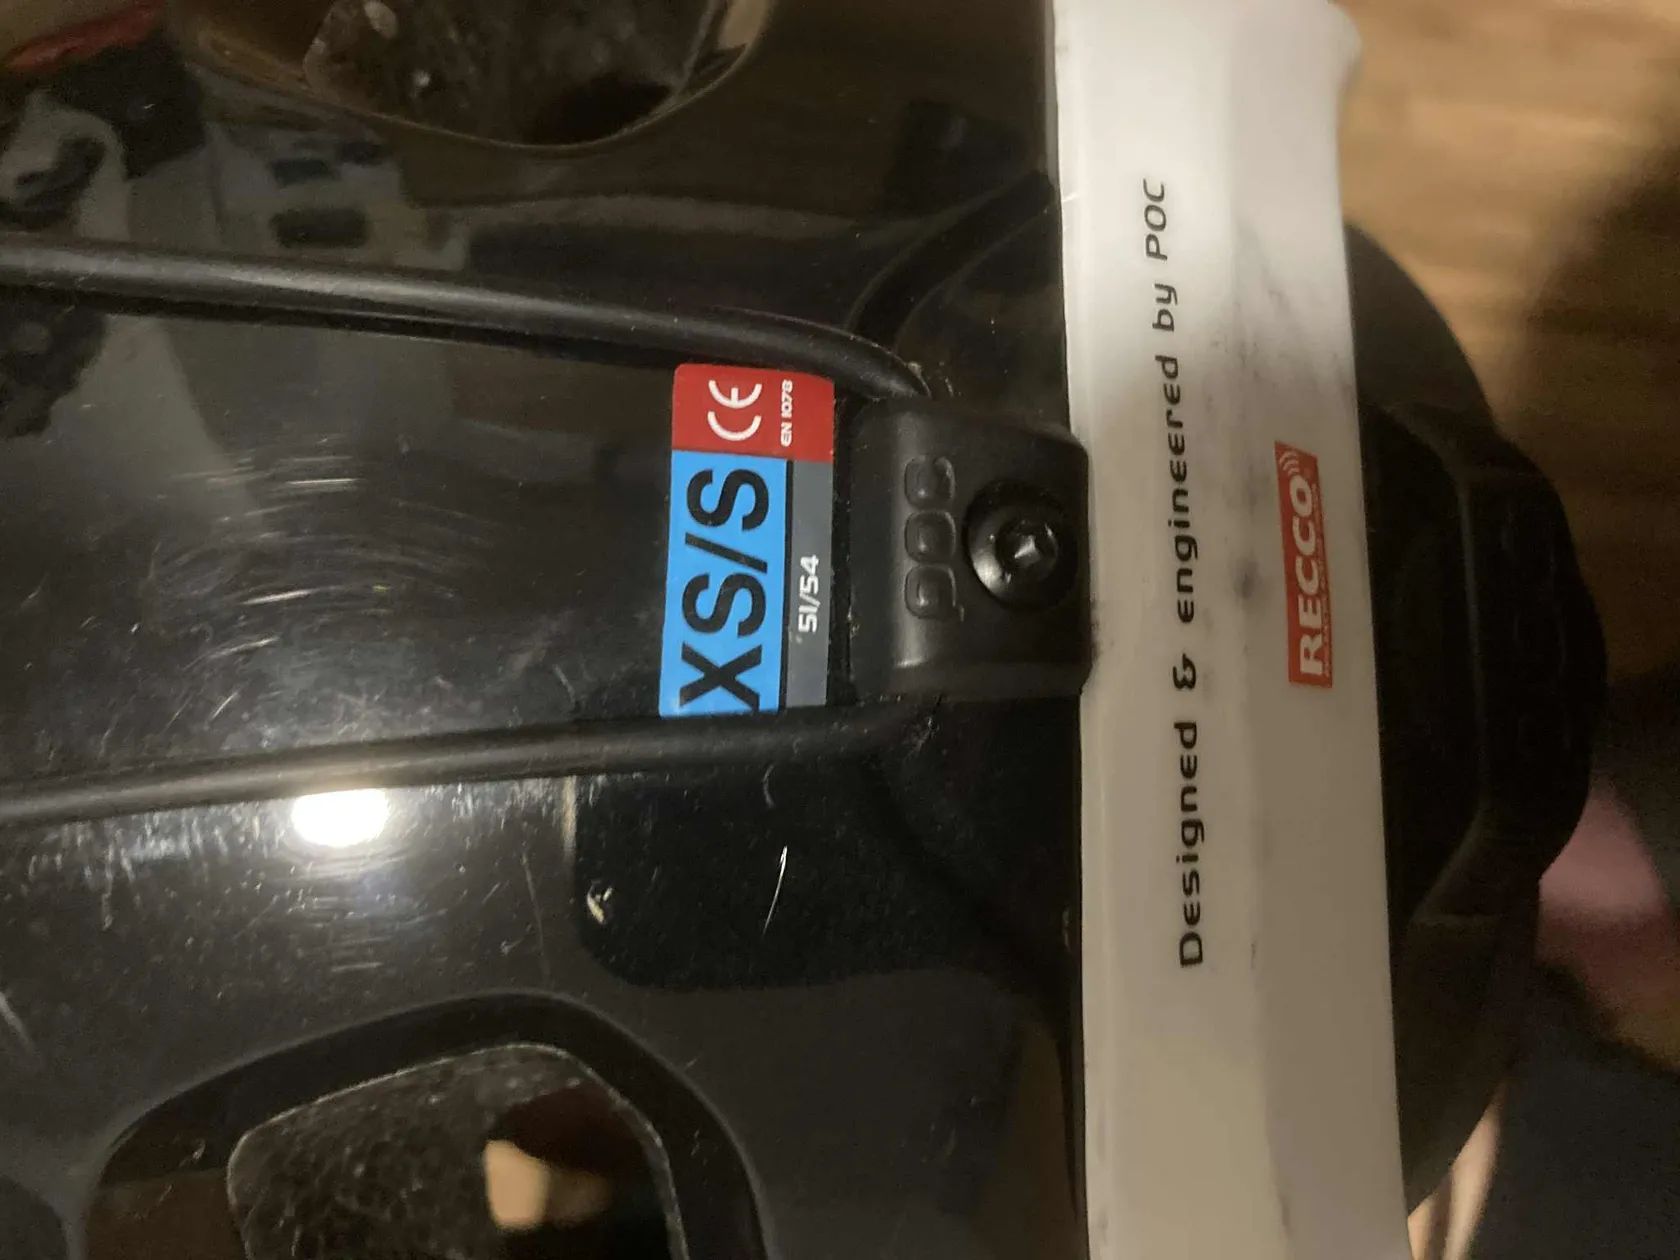 CE
EN 1078
XS/S
51/54
POC
Designed & engineered by POC
RECCO